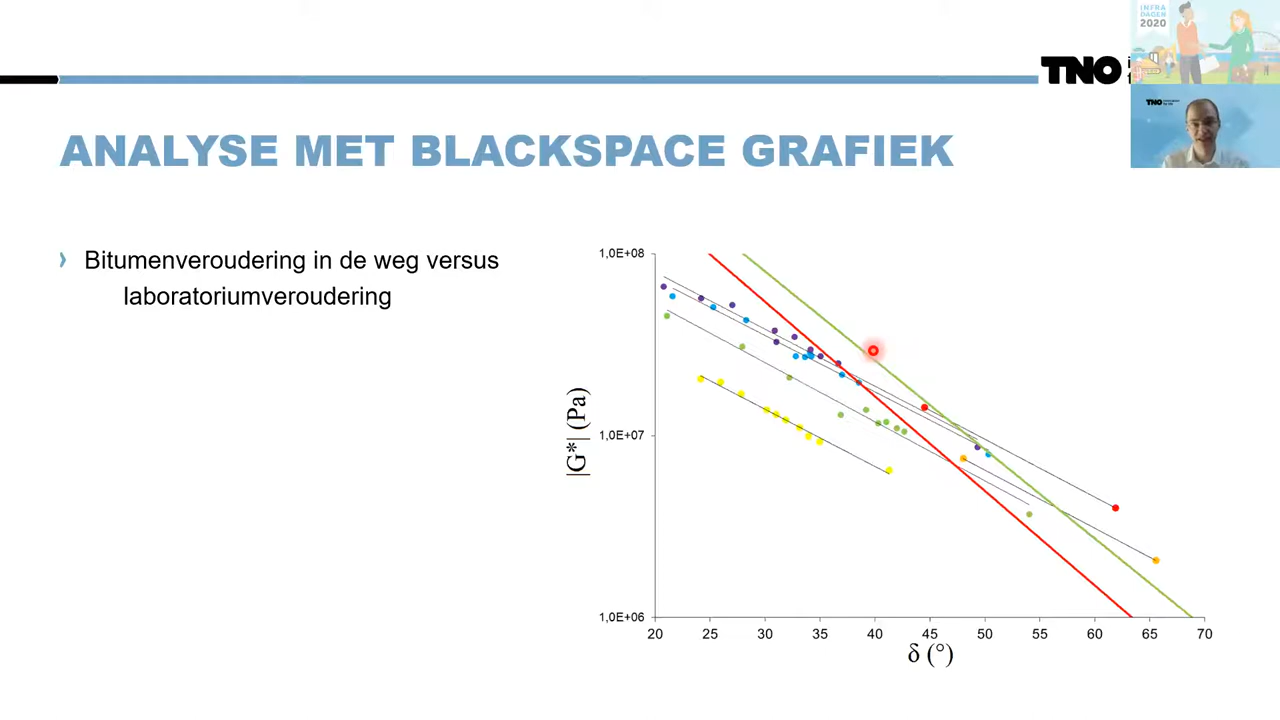 INFRA
DAGEN
2020
TNO
TNO
ANALYSE MET BLACKSPACE GRAFIEK
› Bitumenveroudering in de weg versus
laboratoriumveroudering
|G*| (Pa)
1,0E+08
1,0E+07
1,0E+06
20 25 30 35 40 45 50 55 60 65 70
δ (°)